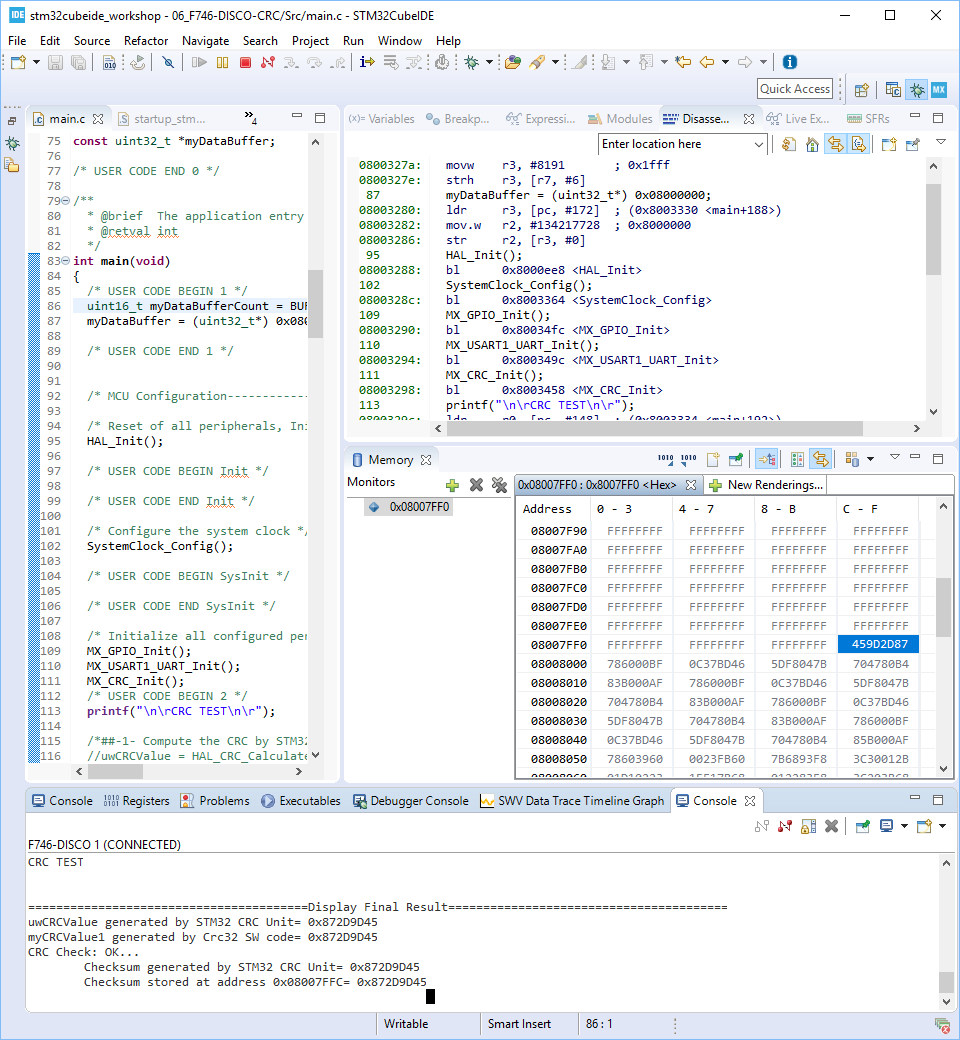 IDE stm32cubeide_workshop - 06_F746-DISCO-CRC/Src/main.c - STM32CubeIDE
File Edit Source Refactor Navigate Search Project Run Window Help
Quick Access
MX
main.c startup_stm... 4
75 const uint32_t *myDataBuffer;
76
77 /* USER CODE END 0 */
78
79 /**
80 * @brief The application entry
81 * @retval int
82 */
83 int main(void)
84 {
85 /* USER CODE BEGIN 1 */
86 uint16_t myDataBufferCount = BUF
87 myDataBuffer = (uint32_t*) 0x080
88
89 /* USER CODE END 1 */
90
91
92 /* MCU Configuration------------
93
94 /* Reset of all peripherals, Ini
95 HAL_Init();
96
97 /* USER CODE BEGIN Init */
98
99 /* USER CODE END Init */
100
101 /* Configure the system clock */
102 SystemClock_Config();
103
104 /* USER CODE BEGIN SysInit */
105
106 /* USER CODE END SysInit */
107
108 /* Initialize all configured per
109 MX_GPIO_Init();
110 MX_USART1_UART_Init();
111 MX_CRC_Init();
112 /* USER CODE BEGIN 2 */
113 printf("\n\rCRC TEST\n\r");
114
115 /*##-1- Compute the CRC by STM32
116 //uwCRCValue = HAL_CRC_Calculate
(x)= Variables Breakp... Expressi... Modules Disasse... Live Ex... SFRs
Enter location here
0800327a: movw r3, #8191 ; 0x1fff
0800327e: strh r3, [r7, #6]
87 myDataBuffer = (uint32_t*) 0x08000000;
08003280: ldr r3, [pc, #172] ; (0x8003330 <main+188>)
08003282: mov.w r2, #134217728 ; 0x8000000
08003286: str r2, [r3, #0]
95 HAL_Init();
08003288: bl 0x8000ee8 <HAL_Init>
102 SystemClock_Config();
0800328c: bl 0x8003364 <SystemClock_Config>
109 MX_GPIO_Init();
08003290: bl 0x80034fc <MX_GPIO_Init>
110 MX_USART1_UART_Init();
08003294: bl 0x800349c <MX_USART1_UART_Init>
111 MX_CRC_Init();
08003298: bl 0x8003458 <MX_CRC_Init>
113 printf("\n\rCRC TEST\n\r");
0800329c: ldr r0, [pc, #148] ; (0x8003334 <main+192>)
Memory
Monitors
0x08007FF0
0x08007FF0 : 0x8007FF0 <Hex> New Renderings...
Address 0 - 3 4 - 7 8 - B C - F
08007F90 FFFFFFFF FFFFFFFF FFFFFFFF FFFFFFFF
08007FA0 FFFFFFFF FFFFFFFF FFFFFFFF FFFFFFFF
08007FB0 FFFFFFFF FFFFFFFF FFFFFFFF FFFFFFFF
08007FC0 FFFFFFFF FFFFFFFF FFFFFFFF FFFFFFFF
08007FD0 FFFFFFFF FFFFFFFF FFFFFFFF FFFFFFFF
08007FE0 FFFFFFFF FFFFFFFF FFFFFFFF FFFFFFFF
08007FF0 FFFFFFFF FFFFFFFF FFFFFFFF 459D2D87
08008000 786000BF 0C37BD46 5DF8047B 704780B4
08008010 83B000AF 786000BF 0C37BD46 5DF8047B
08008020 704780B4 83B000AF 786000BF 0C37BD46
08008030 5DF8047B 704780B4 83B000AF 786000BF
08008040 0C37BD46 5DF8047B 704780B4 85B000AF
08008050 78603960 0023FB60 7B6893F8 3C30012B
Console Registers Problems Executables Debugger Console SWV Data Trace Timeline Graph Console
F746-DISCO 1 (CONNECTED)
CRC TEST
========================================Display Final Result========================================
uwCRCValue generated by STM32 CRC Unit= 0x872D9D45
myCRCValue1 generated by Crc32 SW code= 0x872D9D45
CRC Check: OK...
Checksum generated by STM32 CRC Unit= 0x872D9D45
Checksum stored at address 0x08007FFC= 0x872D9D45
Writable Smart Insert 86 : 1